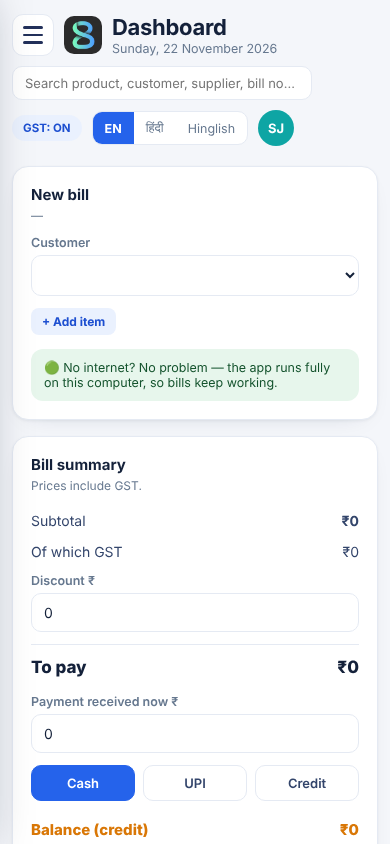 Dashboard
Sunday, 22 November 2026
Search product, customer, supplier, bill no...
GST: ON
EN
हिंदी
Hinglish
SJ
New bill
—
Customer
+ Add item
No internet? No problem — the app runs fully
on this computer, so bills keep working.
Bill summary
Prices include GST.
Subtotal ₹0
Of which GST ₹0
Discount ₹
0
To pay ₹0
Payment received now ₹
0
Cash
UPI
Credit
Balance (credit) ₹0